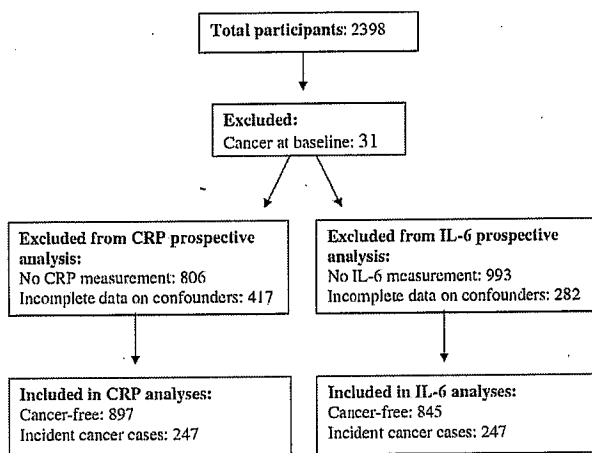 Total participants: 2398
Excluded:
Cancer at baseline: 31
Excluded from CRP prospective
analysis:
No CRP measurement: 806
Incomplete data on confounders: 417
Excluded from IL-6 prospective
analysis:
No IL-6 measurement: 993
Incomplete data on confounders: 282
Included in CRP analyses:
Cancer-free: 897
Incident cancer cases: 247
Included in IL-6 analyses:
Cancer-free: 845
Incident cancer cases: 247